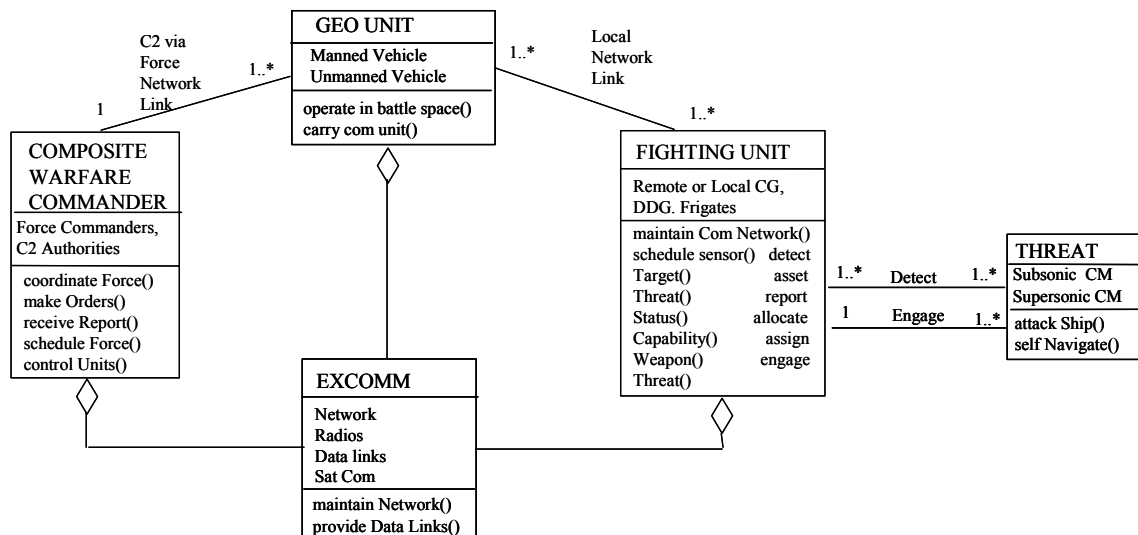 GEO UNIT
Manned Vehicle
Unmanned Vehicle
operate in battle space()
carry com unit()
C2 via
Force
Network
Link
1..*
1
1..*
Local
Network
Link
1..*
COMPOSITE
WARFARE
COMMANDER
Force Commanders,
C2 Authorities
coordinate Force()
make Orders()
receive Report()
schedule Force()
control Units()
FIGHTING UNIT
Remote or Local CG,
DDG. Frigates
maintain Com Network()
schedule sensor() detect
Target() asset
Threat() report
Status() allocate
Capability() assign
Weapon() engage
Threat()
1..* Detect 1..*
1 Engage 1..*
THREAT
Subsonic CM
Supersonic CM
attack Ship()
self Navigate()
EXCOMM
Network
Radios
Data links
Sat Com
maintain Network()
provide Data Links()